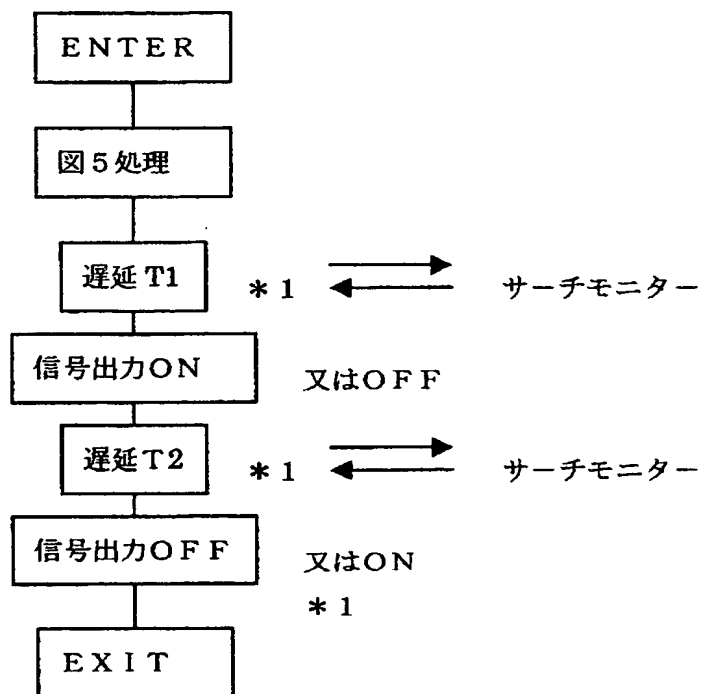 ＥＮＴＥＲ
図５処理
遅延T1 ＊1 サーチモニター
信号出力ＯＮ 又はＯＦＦ
遅延T2 ＊1 サーチモニター
信号出力ＯＦＦ 又はＯＮ
＊1
ＥＸＩＴ